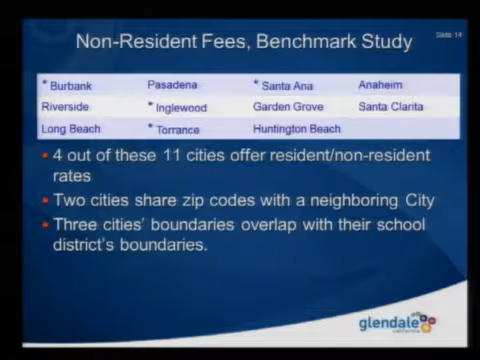 Slide 14
Non-Resident Fees, Benchmark Study
* Burbank Pasadena * Santa Ana Anaheim
Riverside * Inglewood Garden Grove Santa Clarita
Long Beach * Torrance Huntington Beach
4 out of these 11 cities offer resident/non-resident
rates
Two cities share zip codes with a neighboring City
Three cities' boundaries overlap with their school
district's boundaries.
glendale
california